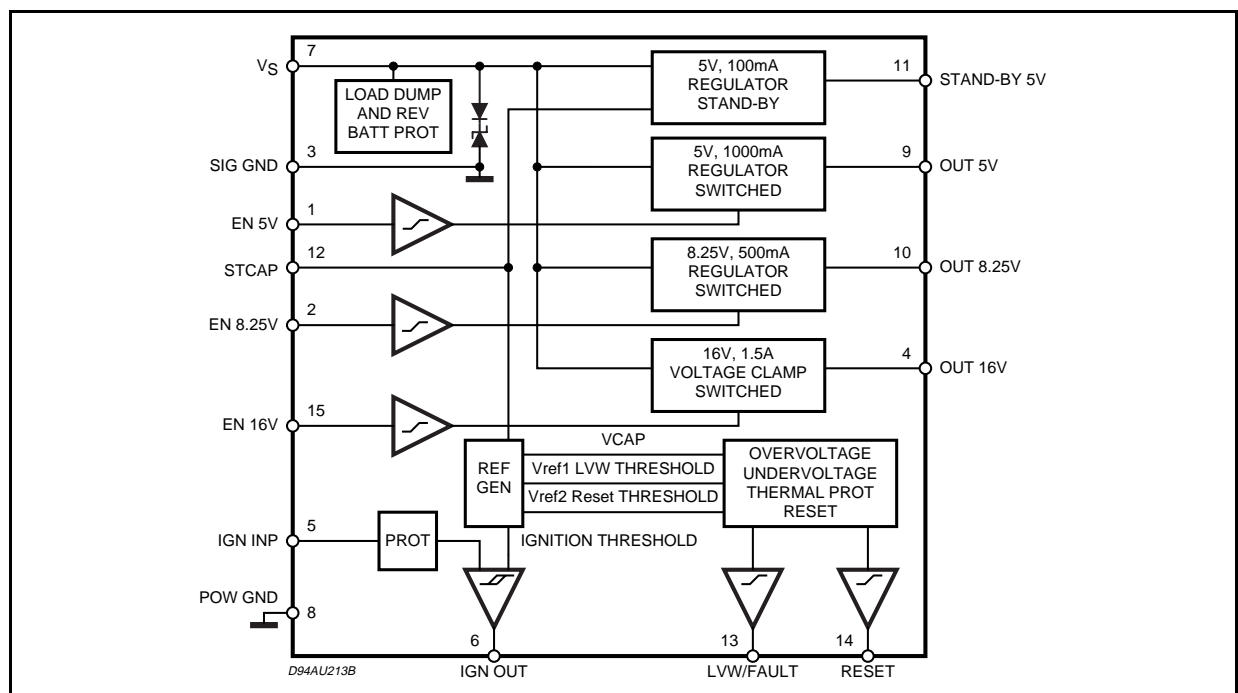 7
VS
LOAD DUMP
AND REV
BATT PROT
5V, 100mA
REGULATOR
STAND-BY
11
STAND-BY 5V
3
SIG GND
5V, 1000mA
REGULATOR
SWITCHED
9
OUT 5V
1
EN 5V
12
STCAP
8.25V, 500mA
REGULATOR
SWITCHED
10
OUT 8.25V
2
EN 8.25V
16V, 1.5A
VOLTAGE CLAMP
SWITCHED
4
OUT 16V
15
EN 16V
REF
GEN
VCAP
Vref1 LVW THRESHOLD
Vref2 Reset THRESHOLD
OVERVOLTAGE
UNDERVOLTAGE
THERMAL PROT
RESET
5
IGN INP
PROT
IGNITION THRESHOLD
POW GND
8
6
13
14
D94AU213B
IGN OUT
LVW/FAULT
RESET